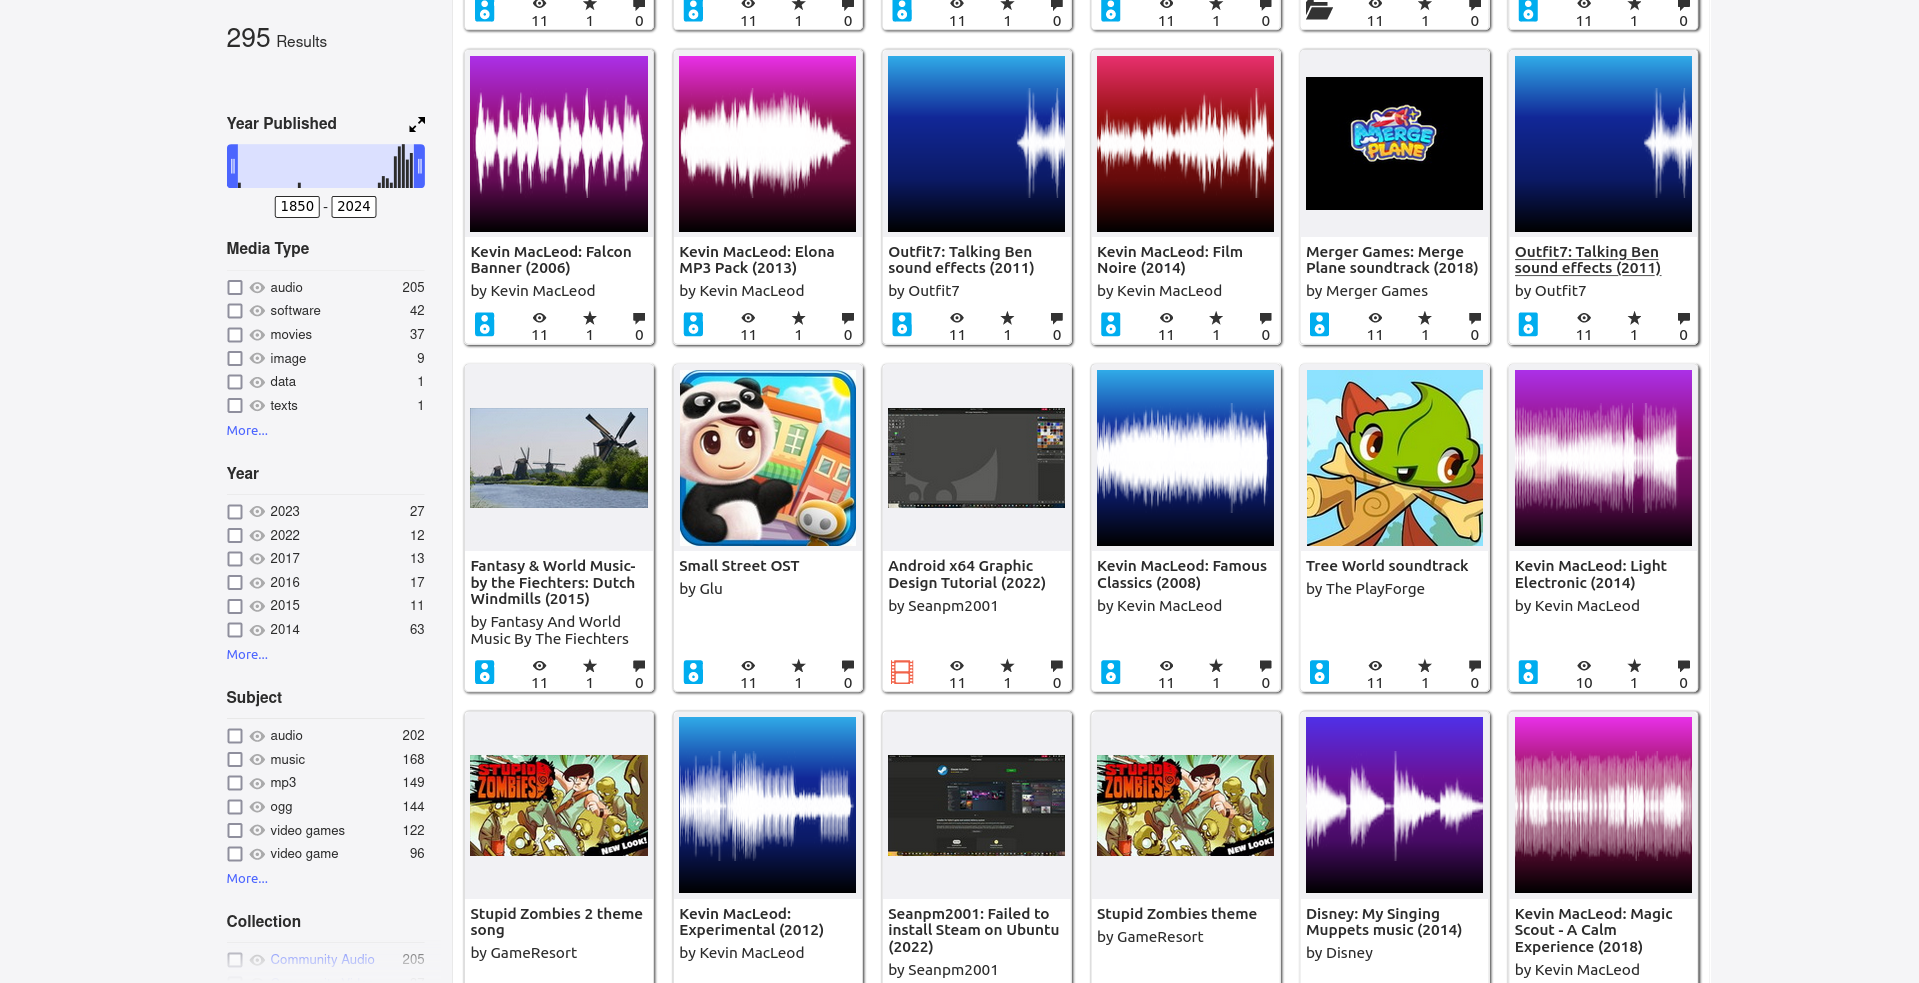 295 Results
Year Published
1850 - 2024
Media Type
audio 205
software 42
movies 37
image 9
data 1
texts 1
More...
Year
2023 27
2022 12
2017 13
2016 17
2015 11
2014 63
More...
Subject
audio 202
music 168
mp3 149
ogg 144
video games 122
video game 96
More...
Collection
Community Audio 205
11 1 0
11 1 0
11 1 0
11 1 0
11 1 0
11 1 0
Kevin MacLeod: Falcon
Banner (2006)
by Kevin MacLeod
11 1 0
Kevin MacLeod: Elona
MP3 Pack (2013)
by Kevin MacLeod
11 1 0
Outfit7: Talking Ben
sound effects (2011)
by Outfit7
11 1 0
Kevin MacLeod: Film
Noire (2014)
by Kevin MacLeod
11 1 0
MERGE
PLANE
Merger Games: Merge
Plane soundtrack (2018)
by Merger Games
11 1 0
Outfit7: Talking Ben
sound effects (2011)
by Outfit7
11 1 0
Fantasy & World Music-
by the Fiechters: Dutch
Windmills (2015)
by Fantasy And World
Music By The Fiechters
11 1 0
Small Street OST
by Glu
11 1 0
Android x64 Graphic
Design Tutorial (2022)
by Seanpm2001
11 1 0
Kevin MacLeod: Famous
Classics (2008)
by Kevin MacLeod
11 1 0
Tree World soundtrack
by The PlayForge
11 1 0
Kevin MacLeod: Light
Electronic (2014)
by Kevin MacLeod
10 1 0
STUPID
ZOMBIES
NEW LOOK!
Stupid Zombies 2 theme
song
by GameResort
Kevin MacLeod:
Experimental (2012)
by Kevin MacLeod
Seanpm2001: Failed to
install Steam on Ubuntu
(2022)
by Seanpm2001
STUPID
ZOMBIES
NEW LOOK!
Stupid Zombies theme
by GameResort
Disney: My Singing
Muppets music (2014)
by Disney
Kevin MacLeod: Magic
Scout - A Calm
Experience (2018)
by Kevin MacLeod